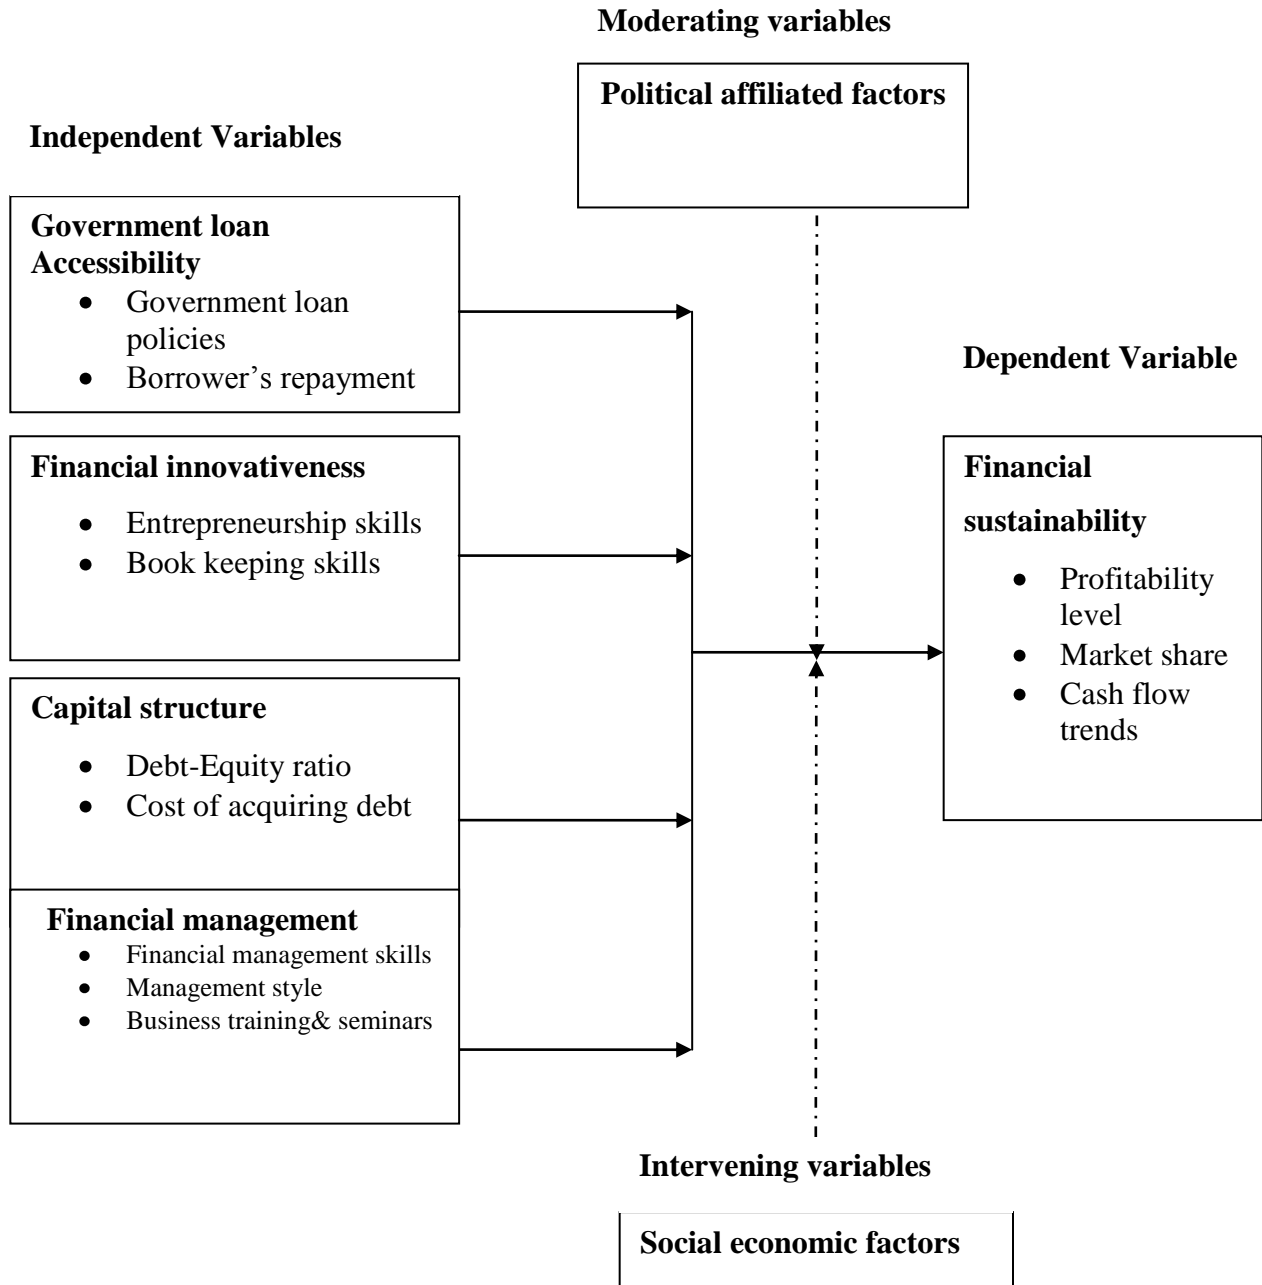 Moderating variables
Political affiliated factors
Independent Variables
Government loan
Accessibility
● Government loan
policies
● Borrower’s repayment
Financial innovativeness
● Entrepreneurship skills
● Book keeping skills
Capital structure
● Debt-Equity ratio
● Cost of acquiring debt
Financial management
● Financial management skills
● Management style
● Business training& seminars
Dependent Variable
Financial
sustainability
● Profitability
level
● Market share
● Cash flow
trends
Intervening variables
Social economic factors